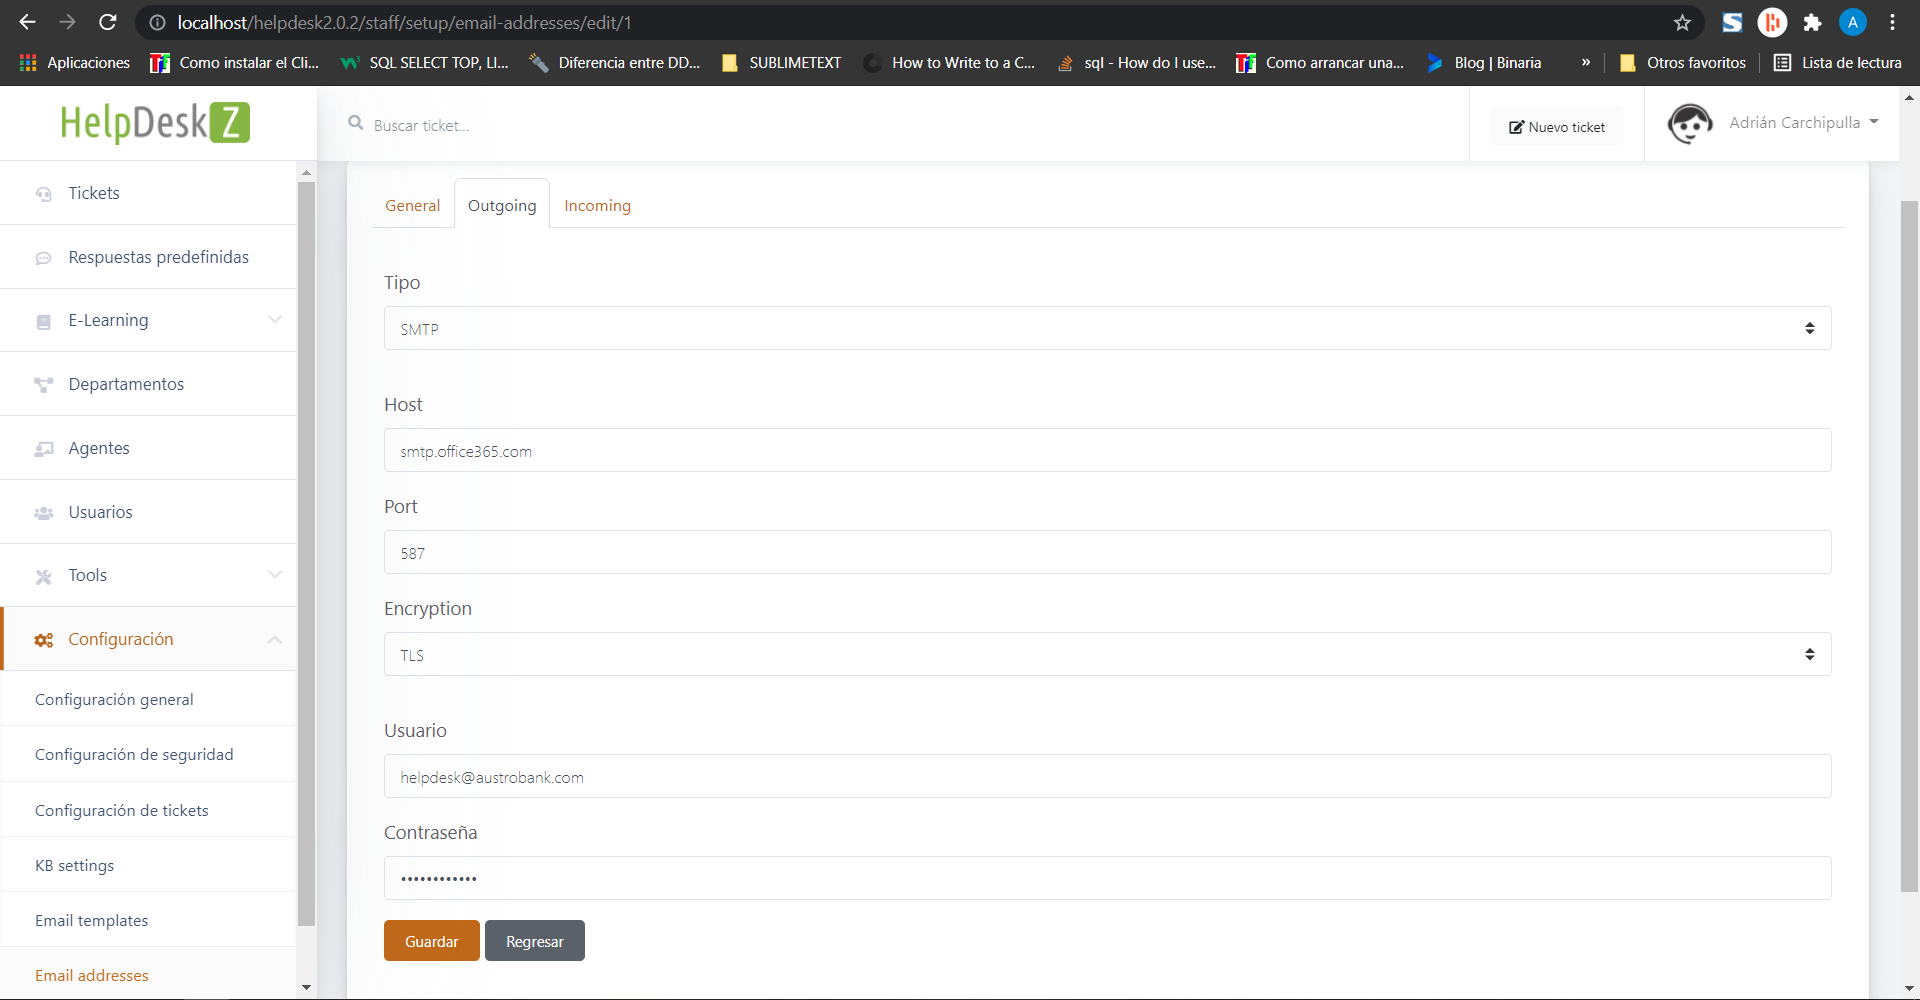 localhost/helpdesk2.0.2/staff/setup/email-addresses/edit/1
A
Aplicaciones
Como instalar el Cli...
SQL SELECT TOP, LI...
Diferencia entre DD...
SUBLIMETEXT
How to Write to a C...
sql - How do I use...
Como arrancar una...
Blog | Binaria
»
Otros favoritos
Lista de lectura
HelpDeskZ
Buscar ticket...
Nuevo ticket
Adrián Carchipulla
Tickets
Respuestas predefinidas
E-Learning
Departamentos
Agentes
Usuarios
Tools
Configuración
Configuración general
Configuración de seguridad
Configuración de tickets
KB settings
Email templates
Email addresses
General
Outgoing
Incoming
Tipo
SMTP
Host
smtp.office365.com
Port
587
Encryption
TLS
Usuario
helpdesk@austrobank.com
Contraseña
••••••••••••
Guardar
Regresar